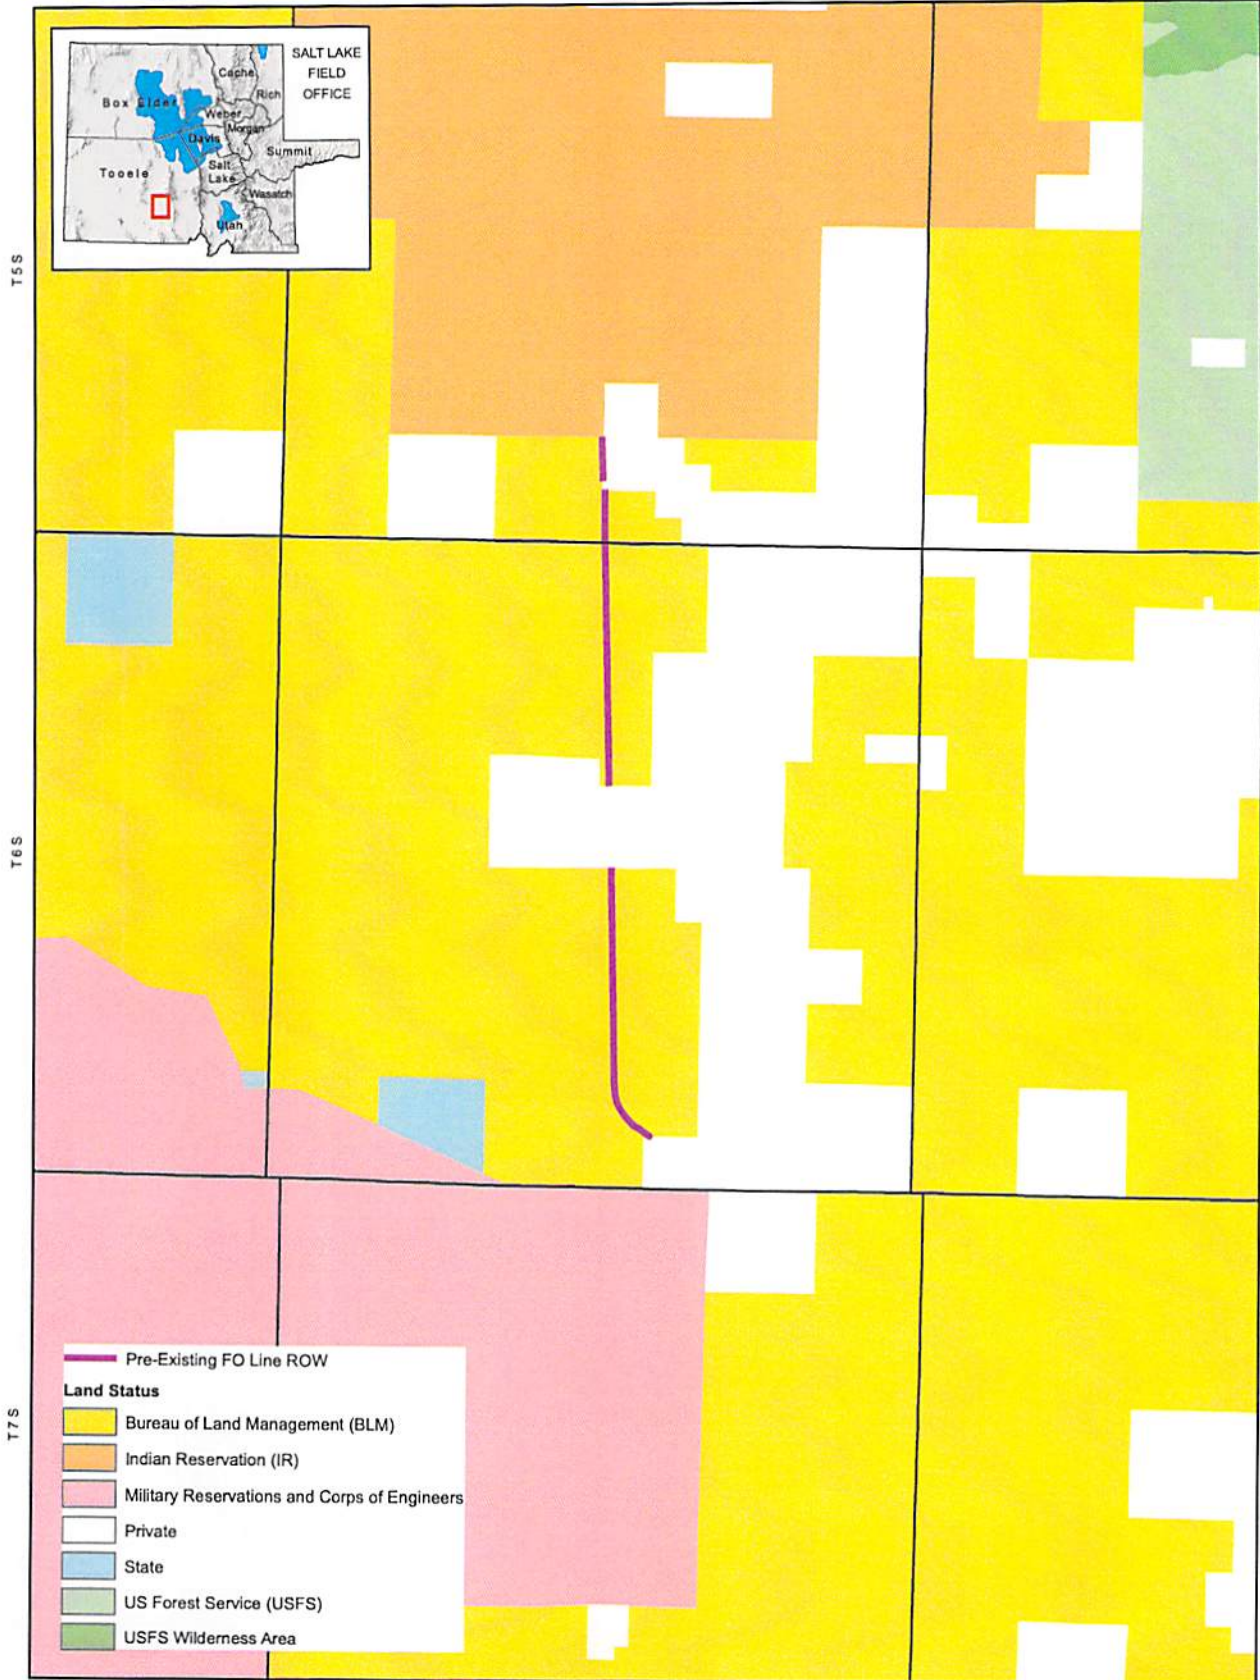 SALT LAKE
FIELD
OFFICE
Cache
Rich
Box Elder
Weber
Morgan
Davis
Summit
Salt
Lake
Tooele
Wasatch
Utah
T5S
T6S
T7S
Pre-Existing FO Line ROW
Land Status
Bureau of Land Management (BLM)
Indian Reservation (IR)
Military Reservations and Corps of Engineers
Private
State
US Forest Service (USFS)
USFS Wilderness Area